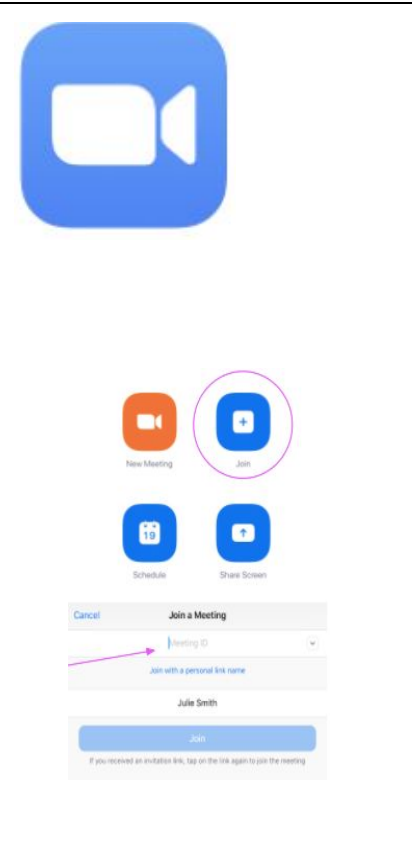 New Meeting Join
19
Schedule Share Screen
Cancel Join a Meeting
Meeting ID
Join with a personal link name
Julie Smith
Join
If you received an invitation link, tap on the link again to join the meeting